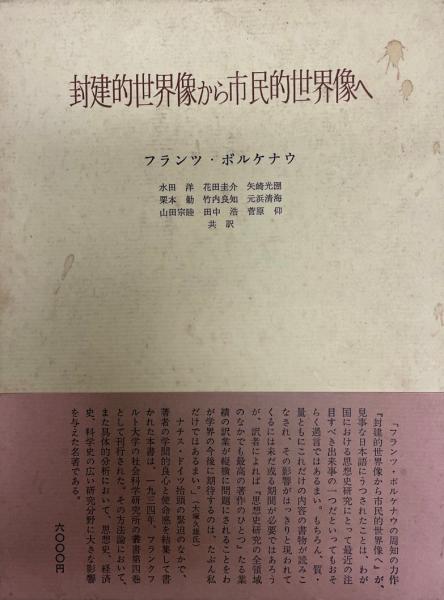 封建的世界像から市民的世界像へ
フランツ・ボルケナウ
水田 洋 花田圭介 矢崎光圀
栗本 勤 竹内良知 元浜清海
山田宗睦 田中 浩 菅原 仰
共訳
「フランツ・ボルケナウの周知の力作
『封建的世界像から市民的世界像へ』が、
見事な日本語にうつされたことは、わが
国における思想史研究にとって最近の注
目すべき出来事の一つだといってもおそ
らく過言ではあるまい。もちろん、質・
量ともにこれだけの内容の書物が読みこ
なされ、その影響がはっきりと現われて
くるには未だ或る期間が必要ではあろう
が、訳者によれば『思想史研究の全領域
のなかでも最高の著作のひとつ』たる業
績の訳業が縦横に問題にされることをわ
が学界の今後に期待するのは、たぶん私
だけではあるまい。」(大塚久雄氏)
ナチス・ドイツ抬頭の緊迫のなかで、
著者の学問的良心と使命感を結集して書
かれた本書は、一九三四年、フランクフ
ルト大学の社会科学研究所の叢書第四巻
として刊行された。その方法論において、
また具体的分析において、思想史、経済
史、科学史の広い研究分野に大きな影響
を与えた名著である。
六〇〇〇円